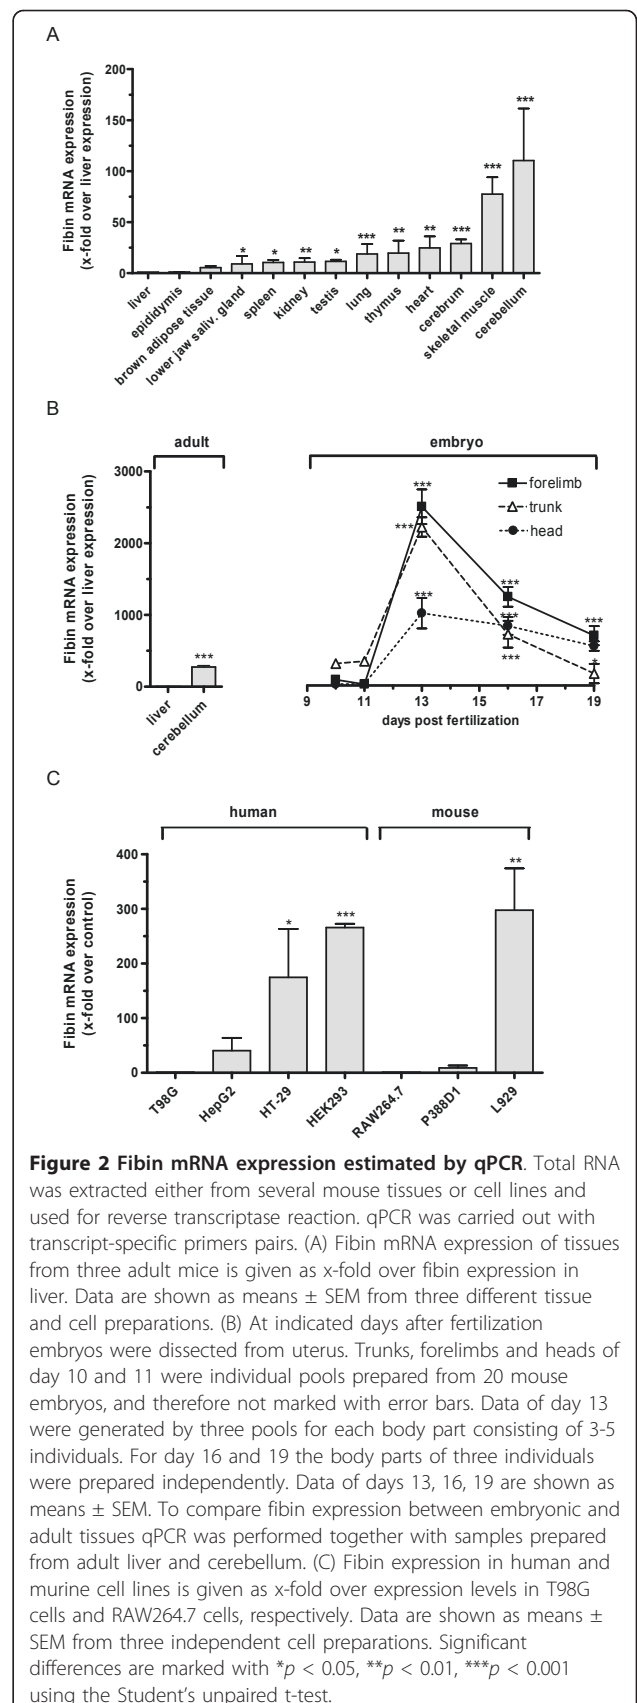 A
Fibin mRNA expression
(x-fold over liver expression)
200
150
100
50
0
***
***
*
*
**
*
***
**
**
***
liver
epididymis
brown adipose tissue
lower jaw saliv. gland
spleen
kidney
testis
lung
thymus
heart
cerebrum
skeletal muscle
cerebellum
B
adult
embryo
Fibin mRNA expression
(x-fold over liver expression)
3000
2000
1000
0
***
liver
cerebellum
forelimb
trunk
head
***
***
***
***
***
***
***
*
9
11
13
15
17
19
days post fertilization
C
human
mouse
Fibin mRNA expression
(x-fold over control)
400
300
200
100
0
*
***
**
T98G
HepG2
HT-29
HEK293
RAW264.7
P388D1
L929
Figure 2 Fibin mRNA expression estimated by qPCR. Total RNA
was extracted either from several mouse tissues or cell lines and
used for reverse transcriptase reaction. qPCR was carried out with
transcript-specific primers pairs. (A) Fibin mRNA expression of tissues
from three adult mice is given as x-fold over fibin expression in
liver. Data are shown as means ± SEM from three different tissue
and cell preparations. (B) At indicated days after fertilization
embryos were dissected from uterus. Trunks, forelimbs and heads of
day 10 and 11 were individual pools prepared from 20 mouse
embryos, and therefore not marked with error bars. Data of day 13
were generated by three pools for each body part consisting of 3-5
individuals. For day 16 and 19 the body parts of three individuals
were prepared independently. Data of days 13, 16, 19 are shown as
means ± SEM. To compare fibin expression between embryonic and
adult tissues qPCR was performed together with samples prepared
from adult liver and cerebellum. (C) Fibin expression in human and
murine cell lines is given as x-fold over expression levels in T98G
cells and RAW264.7 cells, respectively. Data are shown as means ±
SEM from three independent cell preparations. Significant
differences are marked with *p < 0.05, **p < 0.01, ***p < 0.001
using the Student's unpaired t-test.